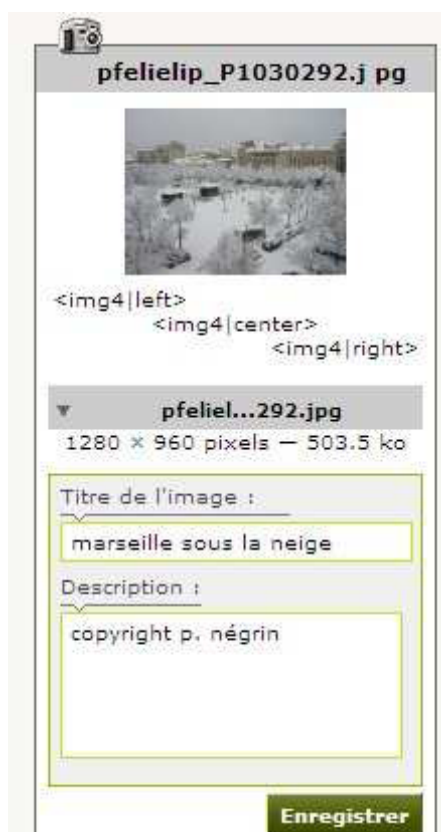 pfelielip_P1030292.j pg
<img4|left>
<img4|center>
<img4|right>
pfeliel...292.jpg
1280 × 960 pixels — 503.5 ko
Titre de l'image :
marseille sous la neige
Description :
copyright p. négrin
Enregistrer